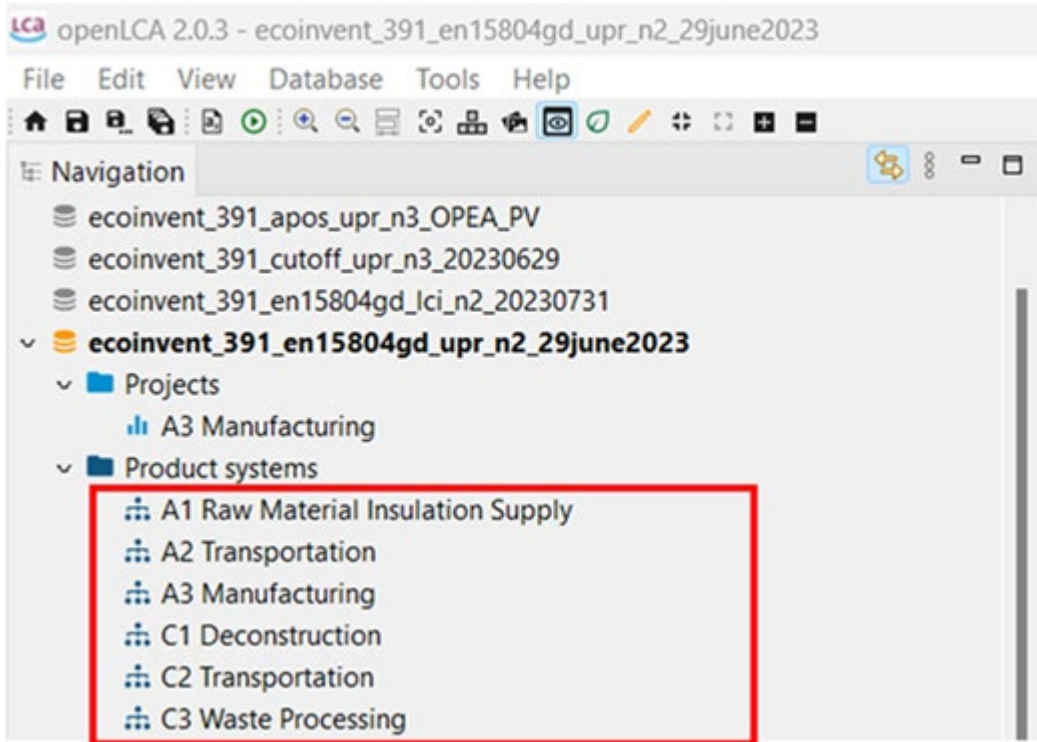 LCA openLCA 2.0.3 - ecoinvent_391_en15804gd_upr_n2_29june2023
File Edit View Database Tools Help
Navigation
ecoinvent_391_apos_upr_n3_OPEA_PV
ecoinvent_391_cutoff_upr_n3_20230629
ecoinvent_391_en15804gd_lci_n2_20230731
ecoinvent_391_en15804gd_upr_n2_29june2023
Projects
A3 Manufacturing
Product systems
A1 Raw Material Insulation Supply
A2 Transportation
A3 Manufacturing
C1 Deconstruction
C2 Transportation
C3 Waste Processing